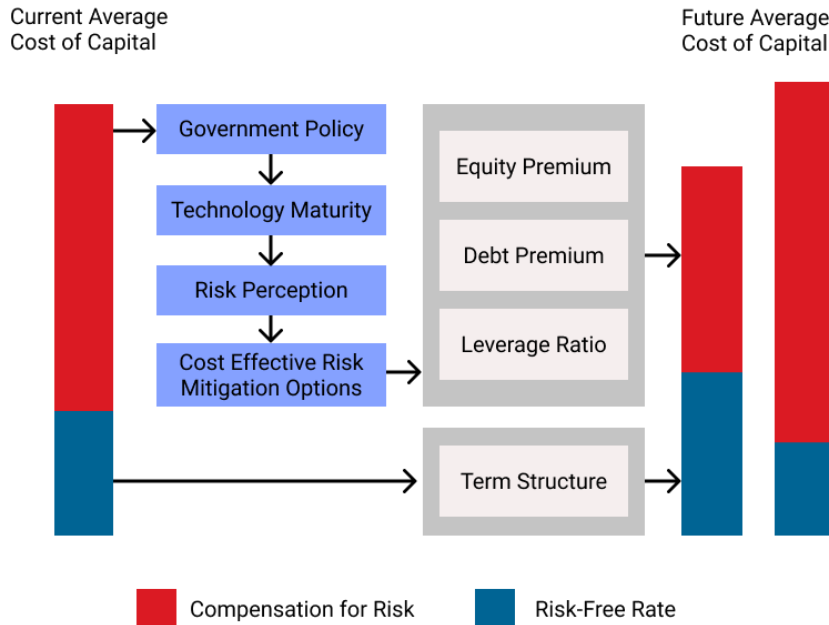 Current Average
Cost of Capital
Future Average
Cost of Capital
Government Policy
Technology Maturity
Risk Perception
Cost Effective Risk
Mitigation Options
Equity Premium
Debt Premium
Leverage Ratio
Term Structure
Compensation for Risk
Risk-Free Rate